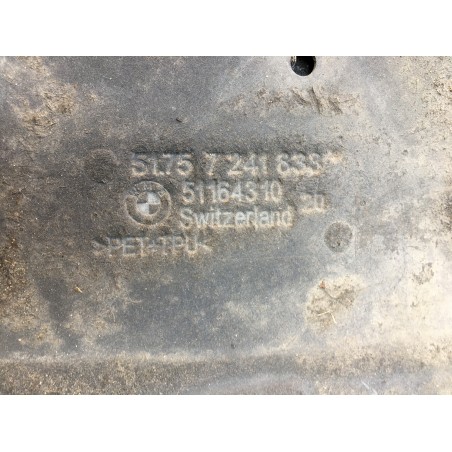 51.75 7 241 833
51164310 20
Switzerland
>PET+TPU<